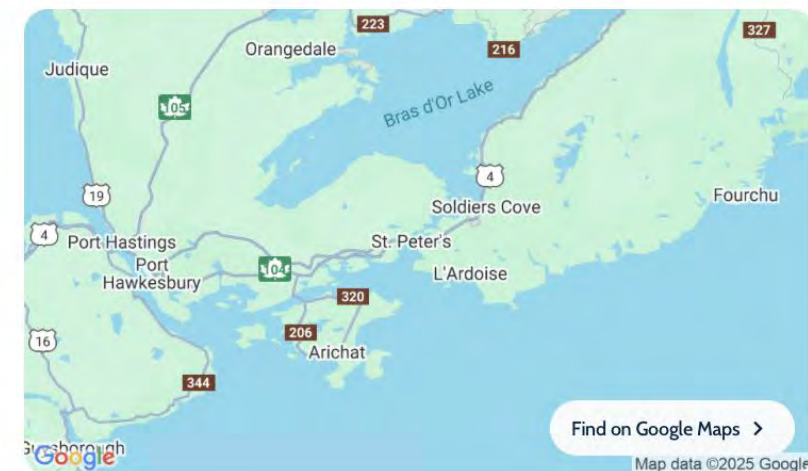 223
327
Orangedale
216
Judique
Bras d'Or Lake
105
4
19
Fourchu
Soldiers Cove
4
Port Hastings
St. Peter's
Port
Hawkesbury
104
L'Ardoise
320
206
16
Arichat
344
Find on Google Maps
Guysborough
Google
Map data ©2025 Google